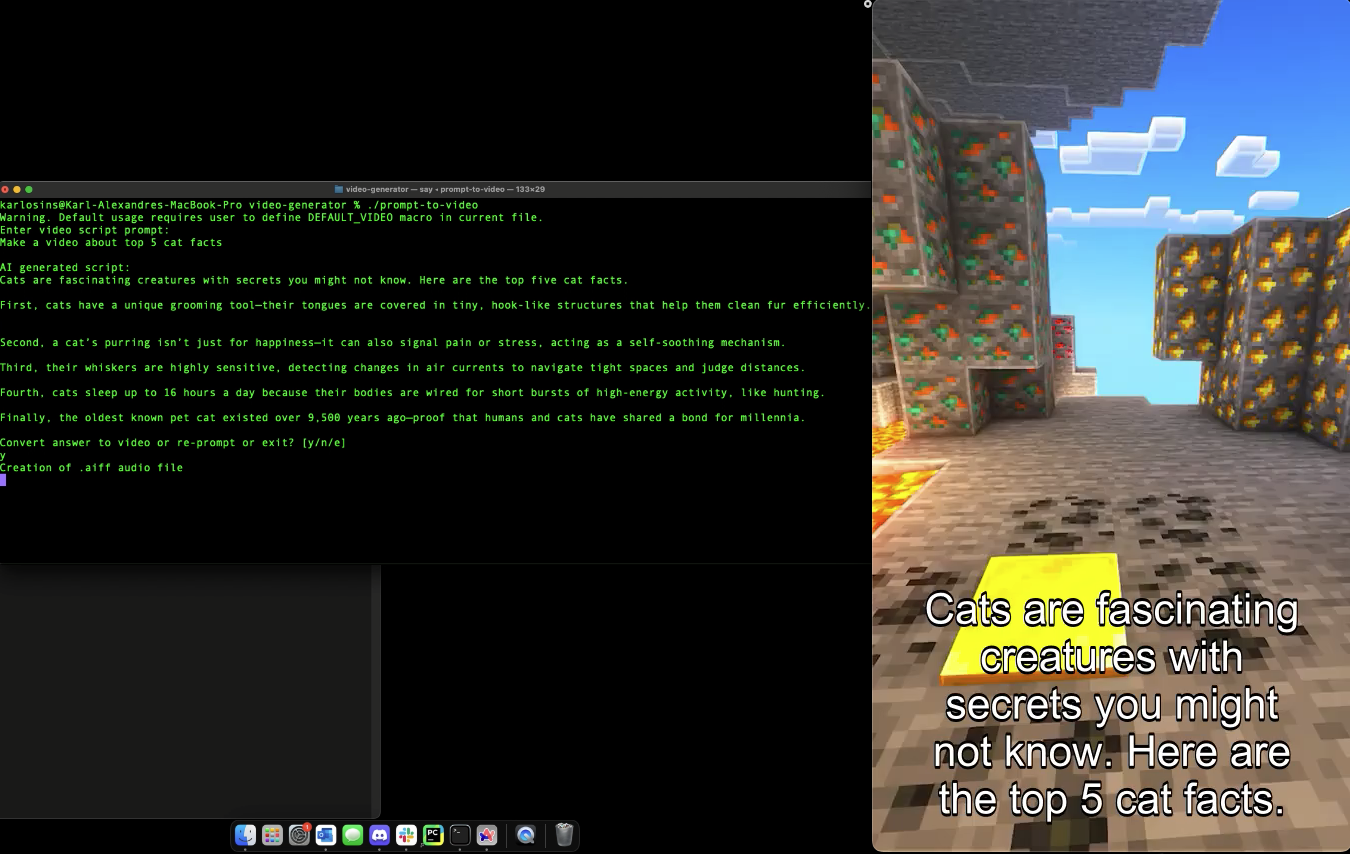 video-generator — say • prompt-to-video — 133×29
karlosins@Karl-Alexandres-MacBook-Pro video-generator % ./prompt-to-video
Warning. Default usage requires user to define DEFAULT_VIDEO macro in current file.
Enter video script prompt:
Make a video about top 5 cat facts
AI generated script:
Cats are fascinating creatures with secrets you might not know. Here are the top five cat facts.
First, cats have a unique grooming tool—their tongues are covered in tiny, hook-like structures that help them clean fur efficiently.
Second, a cat's purring isn't just for happiness—it can also signal pain or stress, acting as a self-soothing mechanism.
Third, their whiskers are highly sensitive, detecting changes in air currents to navigate tight spaces and judge distances.
Fourth, cats sleep up to 16 hours a day because their bodies are wired for short bursts of high-energy activity, like hunting.
Finally, the oldest known pet cat existed over 9,500 years ago—proof that humans and cats have shared a bond for millennia.
Convert answer to video or re-prompt or exit? [y/n/e]
y
Creation of .aiff audio file
Cats are fascinating
creatures with
secrets you might
not know. Here are
the top 5 cat facts.
PC